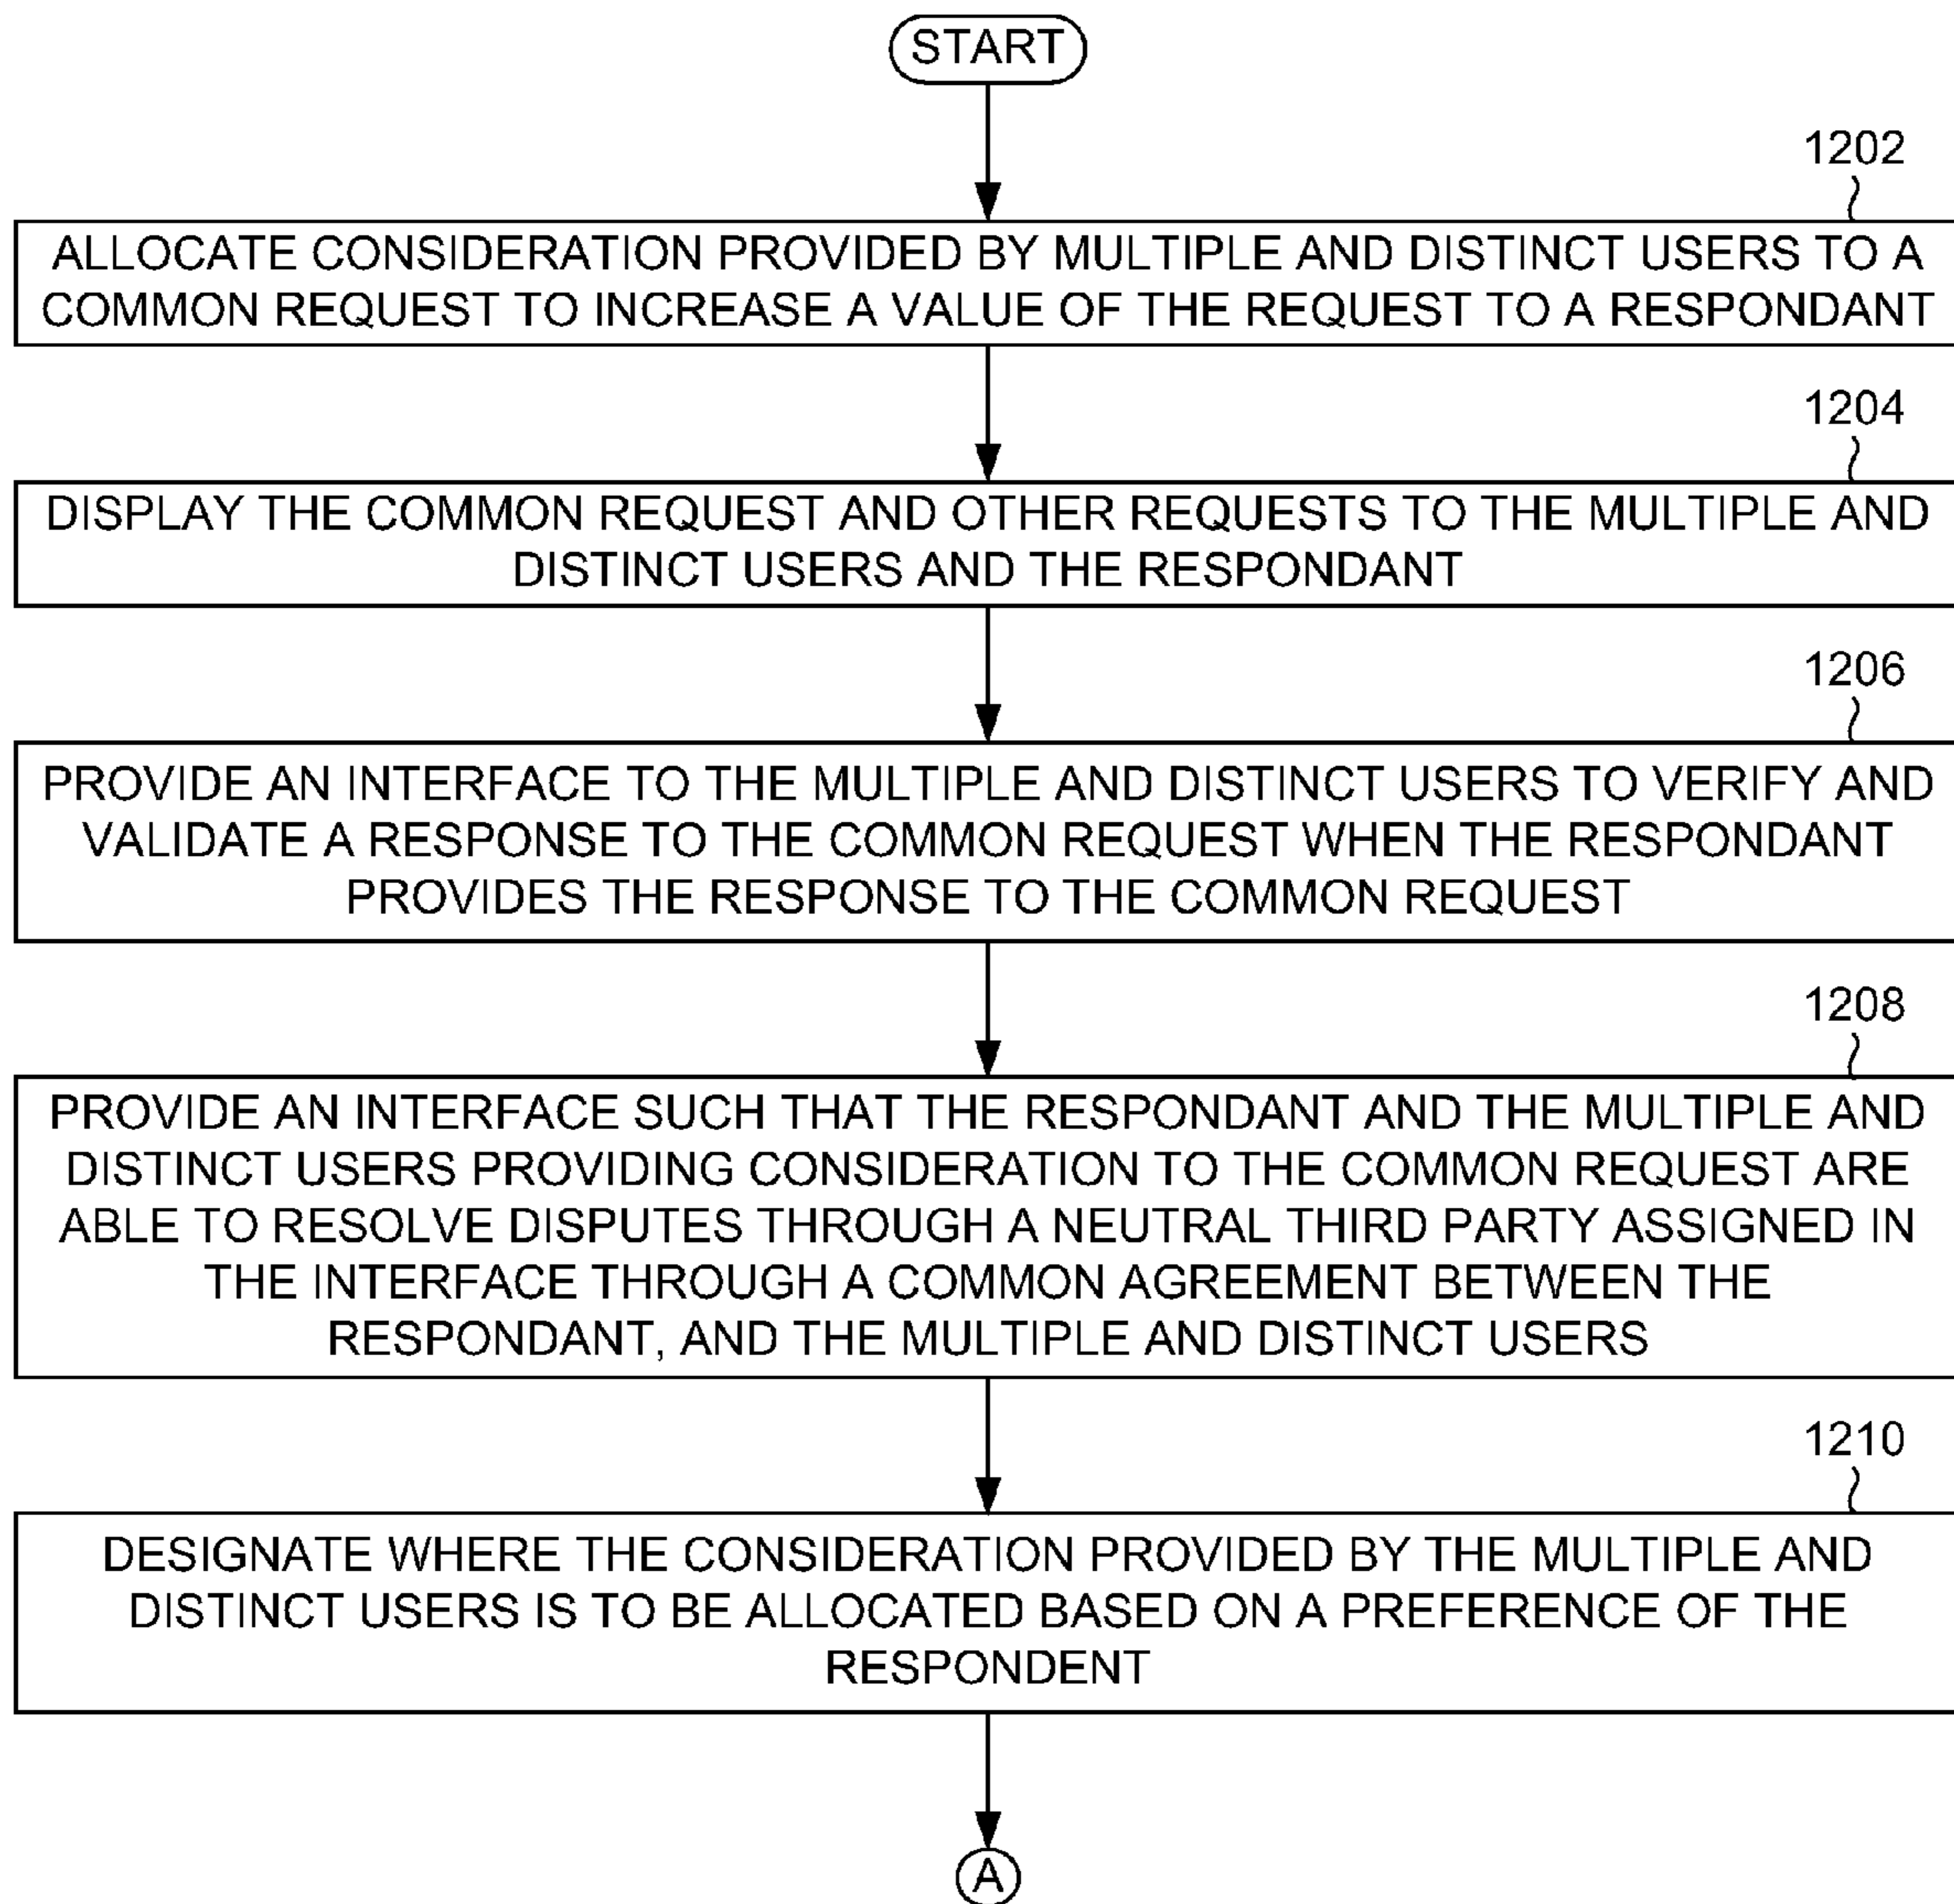 START
1202
ALLOCATE CONSIDERATION PROVIDED BY MULTIPLE AND DISTINCT USERS TO A
COMMON REQUEST TO INCREASE A VALUE OF THE REQUEST TO A RESPONDANT
1204
DISPLAY THE COMMON REQUEST AND OTHER REQUESTS TO THE MULTIPLE AND
DISTINCT USERS AND THE RESPONDANT
1206
PROVIDE AN INTERFACE TO THE MULTIPLE AND DISTINCT USERS TO VERIFY AND
VALIDATE A RESPONSE TO THE COMMON REQUEST WHEN THE RESPONDANT
PROVIDES THE RESPONSE TO THE COMMON REQUEST
1208
PROVIDE AN INTERFACE SUCH THAT THE RESPONDANT AND THE MULTIPLE AND
DISTINCT USERS PROVIDING CONSIDERATION TO THE COMMON REQUEST ARE
ABLE TO RESOLVE DISPUTES THROUGH A NEUTRAL THIRD PARTY ASSIGNED IN
THE INTERFACE THROUGH A COMMON AGREEMENT BETWEEN THE
RESPONDANT, AND THE MULTIPLE AND DISTINCT USERS
1210
DESIGNATE WHERE THE CONSIDERATION PROVIDED BY THE MULTIPLE AND
DISTINCT USERS IS TO BE ALLOCATED BASED ON A PREFERENCE OF THE
RESPONDENT
A